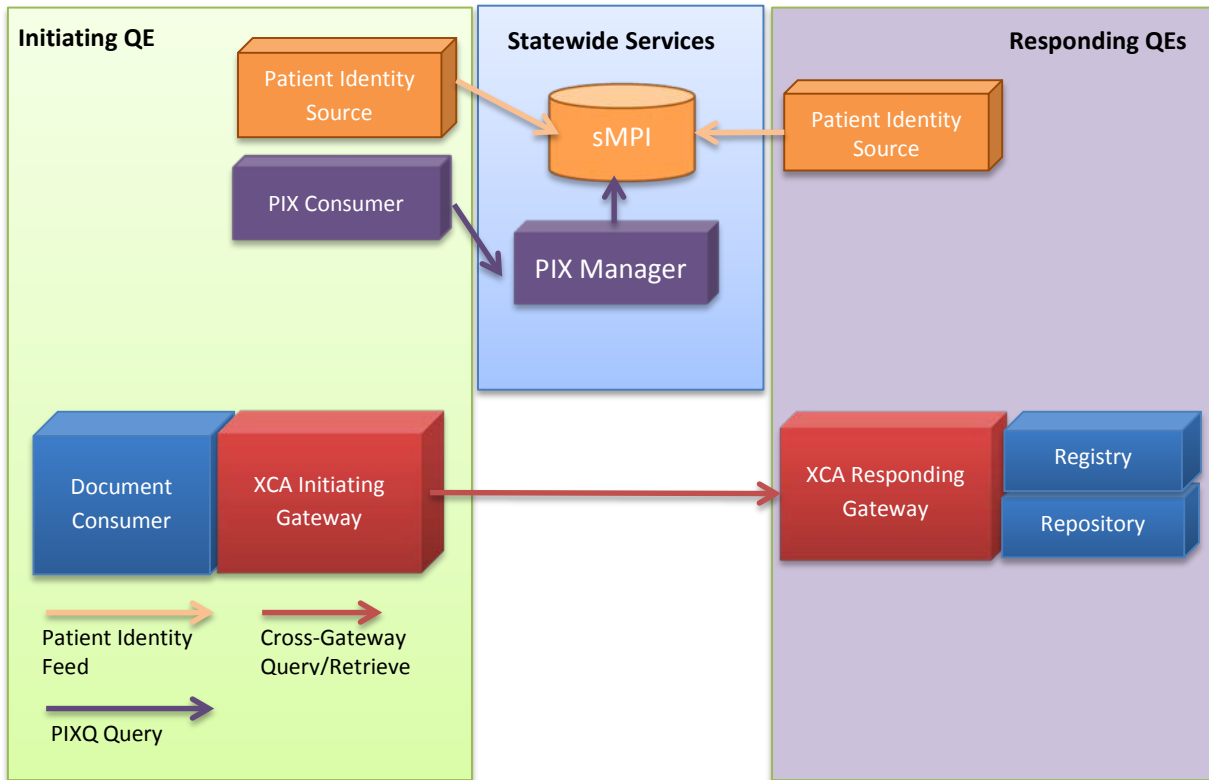 Initiating QE
Statewide Services
Responding QEs
Patient Identity
Source
sMPI
Patient Identity
Source
PIX Consumer
PIX Manager
Document
Consumer
XCA Initiating
Gateway
XCA Responding
Gateway
Registry
Repository
Patient Identity
Feed
Cross-Gateway
Query/Retrieve
PIXQ Query